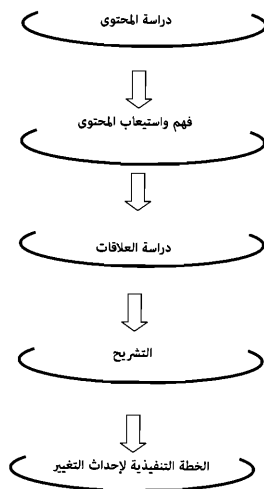 دراسة المحتوى
فهم واستيعاب المحتوى
دراسة العلاقات
التشريح
الخطة التنفيذية لإحداث التغيير